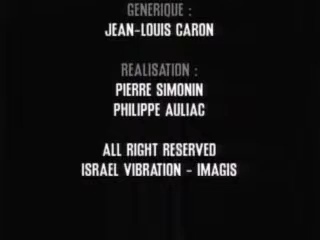 GENERIQUE :
JEAN-LOUIS CARON
REALISATION :
PIERRE SIMONIN
PHILIPPE AULIAC
ALL RIGHT RESERVED
ISRAEL VIBRATION - IMAGIS